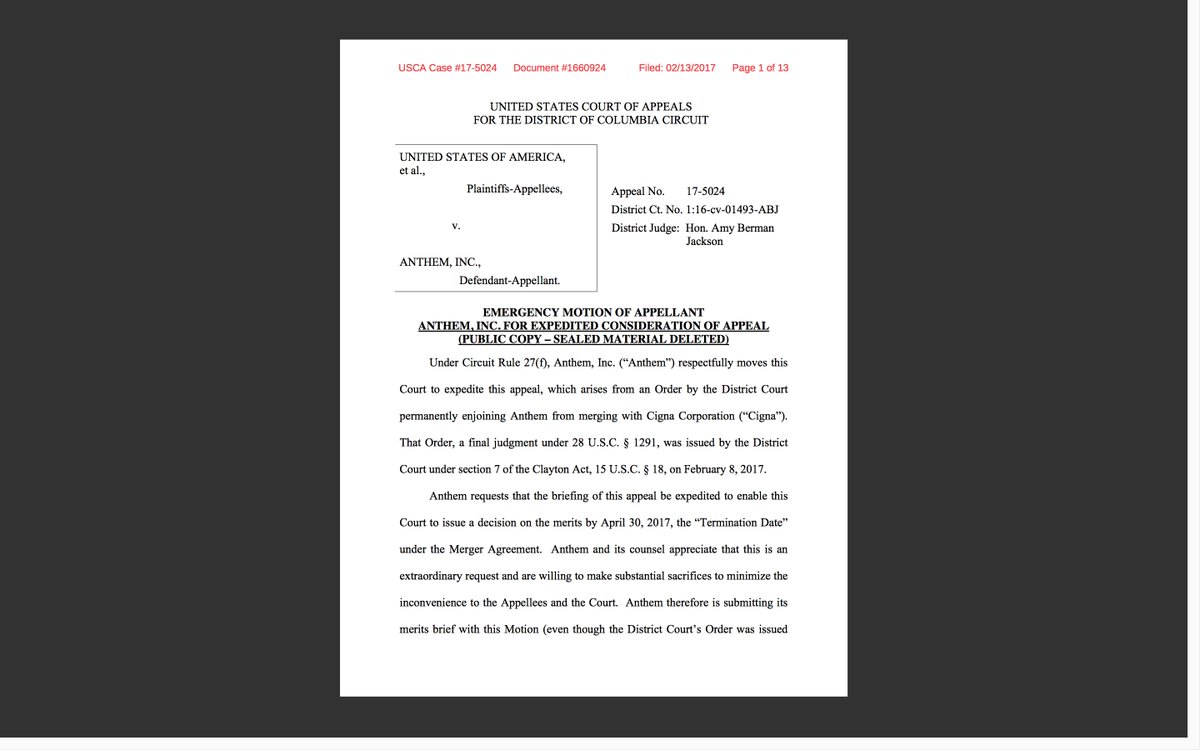 USCA Case #17-5024 Document #1660924 Filed: 02/13/2017 Page 1 of 13
UNITED STATES COURT OF APPEALS
FOR THE DISTRICT OF COLUMBIA CIRCUIT
UNITED STATES OF AMERICA,
et al.,
Plaintiffs-Appellees,
v.
ANTHEM, INC.,
Defendant-Appellant.
Appeal No. 17-5024
District Ct. No. 1:16-cv-01493-ABJ
District Judge: Hon. Amy Berman
Jackson
EMERGENCY MOTION OF APPELLANT
ANTHEM, INC. FOR EXPEDITED CONSIDERATION OF APPEAL
(PUBLIC COPY – SEALED MATERIAL DELETED)
Under Circuit Rule 27(f), Anthem, Inc. (“Anthem”) respectfully moves this
Court to expedite this appeal, which arises from an Order by the District Court
permanently enjoining Anthem from merging with Cigna Corporation (“Cigna”).
That Order, a final judgment under 28 U.S.C. § 1291, was issued by the District
Court under section 7 of the Clayton Act, 15 U.S.C. § 18, on February 8, 2017.
Anthem requests that the briefing of this appeal be expedited to enable this
Court to issue a decision on the merits by April 30, 2017, the “Termination Date”
under the Merger Agreement. Anthem and its counsel appreciate that this is an
extraordinary request and are willing to make substantial sacrifices to minimize the
inconvenience to the Appellees and the Court. Anthem therefore is submitting its
merits brief with this Motion (even though the District Court’s Order was issued